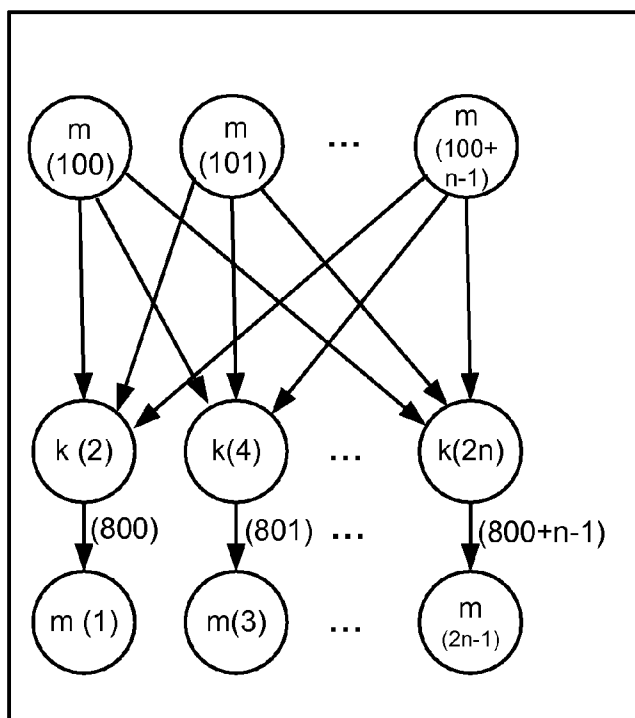 m
(100)
m
(101)
...
m
(100+
n-1)
k (2)
k(4)
...
k(2n)
(800)
(801)
...
(800+n-1)
m (1)
m(3)
...
m
(2n-1)